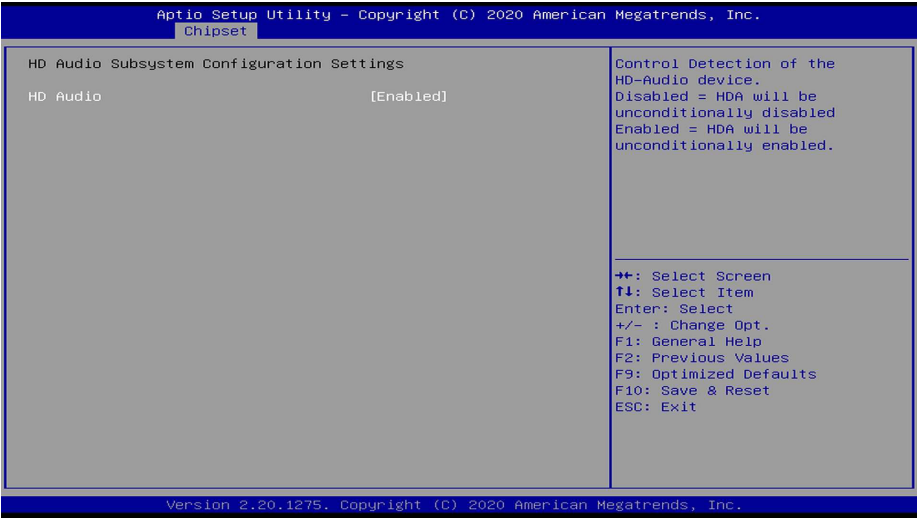 Aptio Setup Utility – Copyright (C) 2020 American Megatrends, Inc.
Chipset
HD Audio Subsystem Configuration Settings
HD Audio [Enabled]
Control Detection of the
HD-Audio device.
Disabled = HDA will be
unconditionally disabled
Enabled = HDA will be
unconditionally enabled.
→←: Select Screen
↑↓: Select Item
Enter: Select
+/- : Change Opt.
F1: General Help
F2: Previous Values
F9: Optimized Defaults
F10: Save & Reset
ESC: Exit
Version 2.20.1275. Copyright (C) 2020 American Megatrends, Inc.